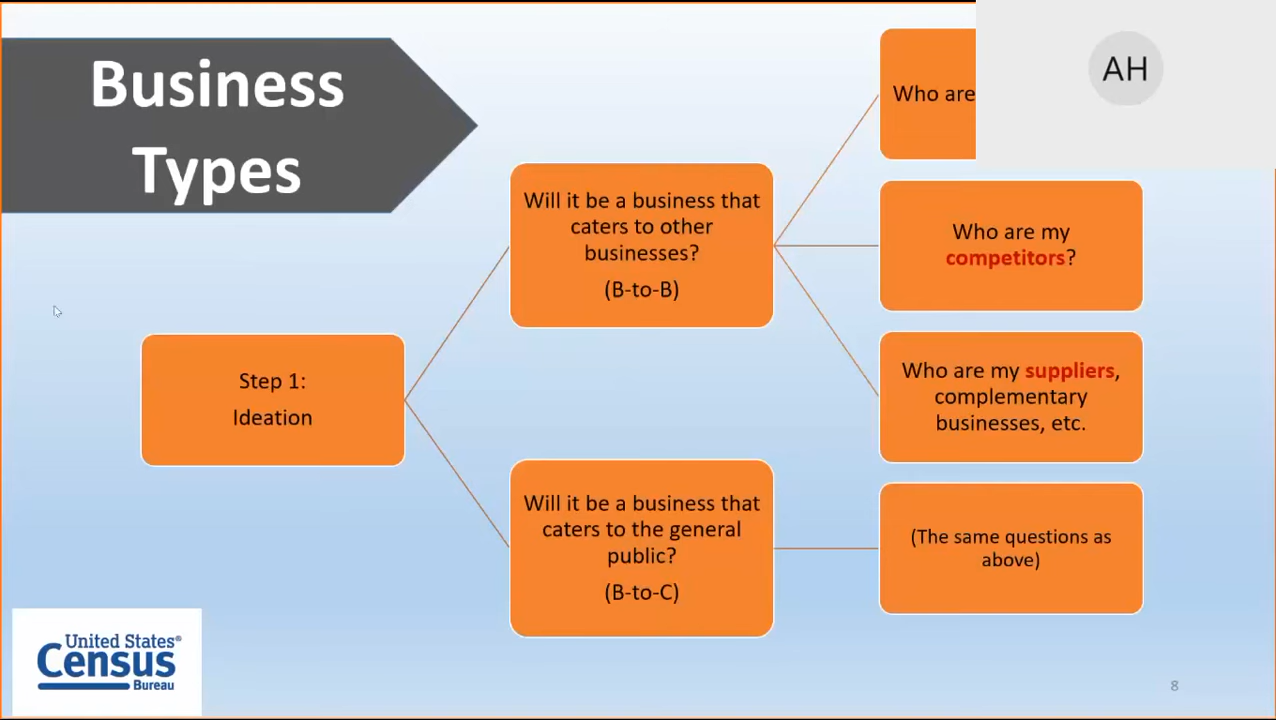 Business
Types
AH
Who are
Will it be a business that
caters to other
businesses?
(B-to-B)
Who are my
competitors?
Step 1:
Ideation
Who are my suppliers,
complementary
businesses, etc.
Will it be a business that
caters to the general
public?
(B-to-C)
(The same questions as
above)
United States®
Census
Bureau
8